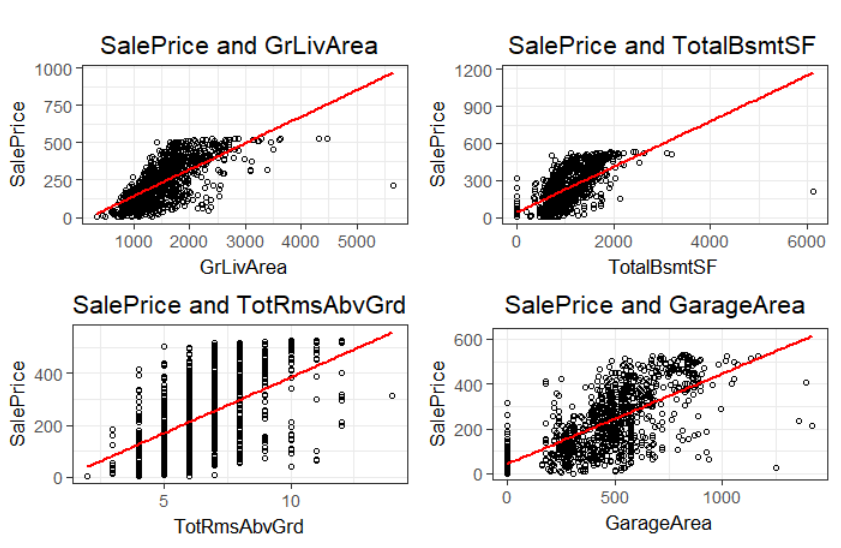 SalePrice and GrLivArea
1000
750
500
250
0
SalePrice
1000 2000 3000 4000 5000
GrLivArea
SalePrice and TotalBsmtSF
1200
900
600
300
0
SalePrice
0 2000 4000 6000
TotalBsmtSF
SalePrice and TotRmsAbvGrd
400
200
0
SalePrice
5 10
TotRmsAbvGrd
SalePrice and GarageArea
600
400
200
0
SalePrice
0 500 1000
GarageArea